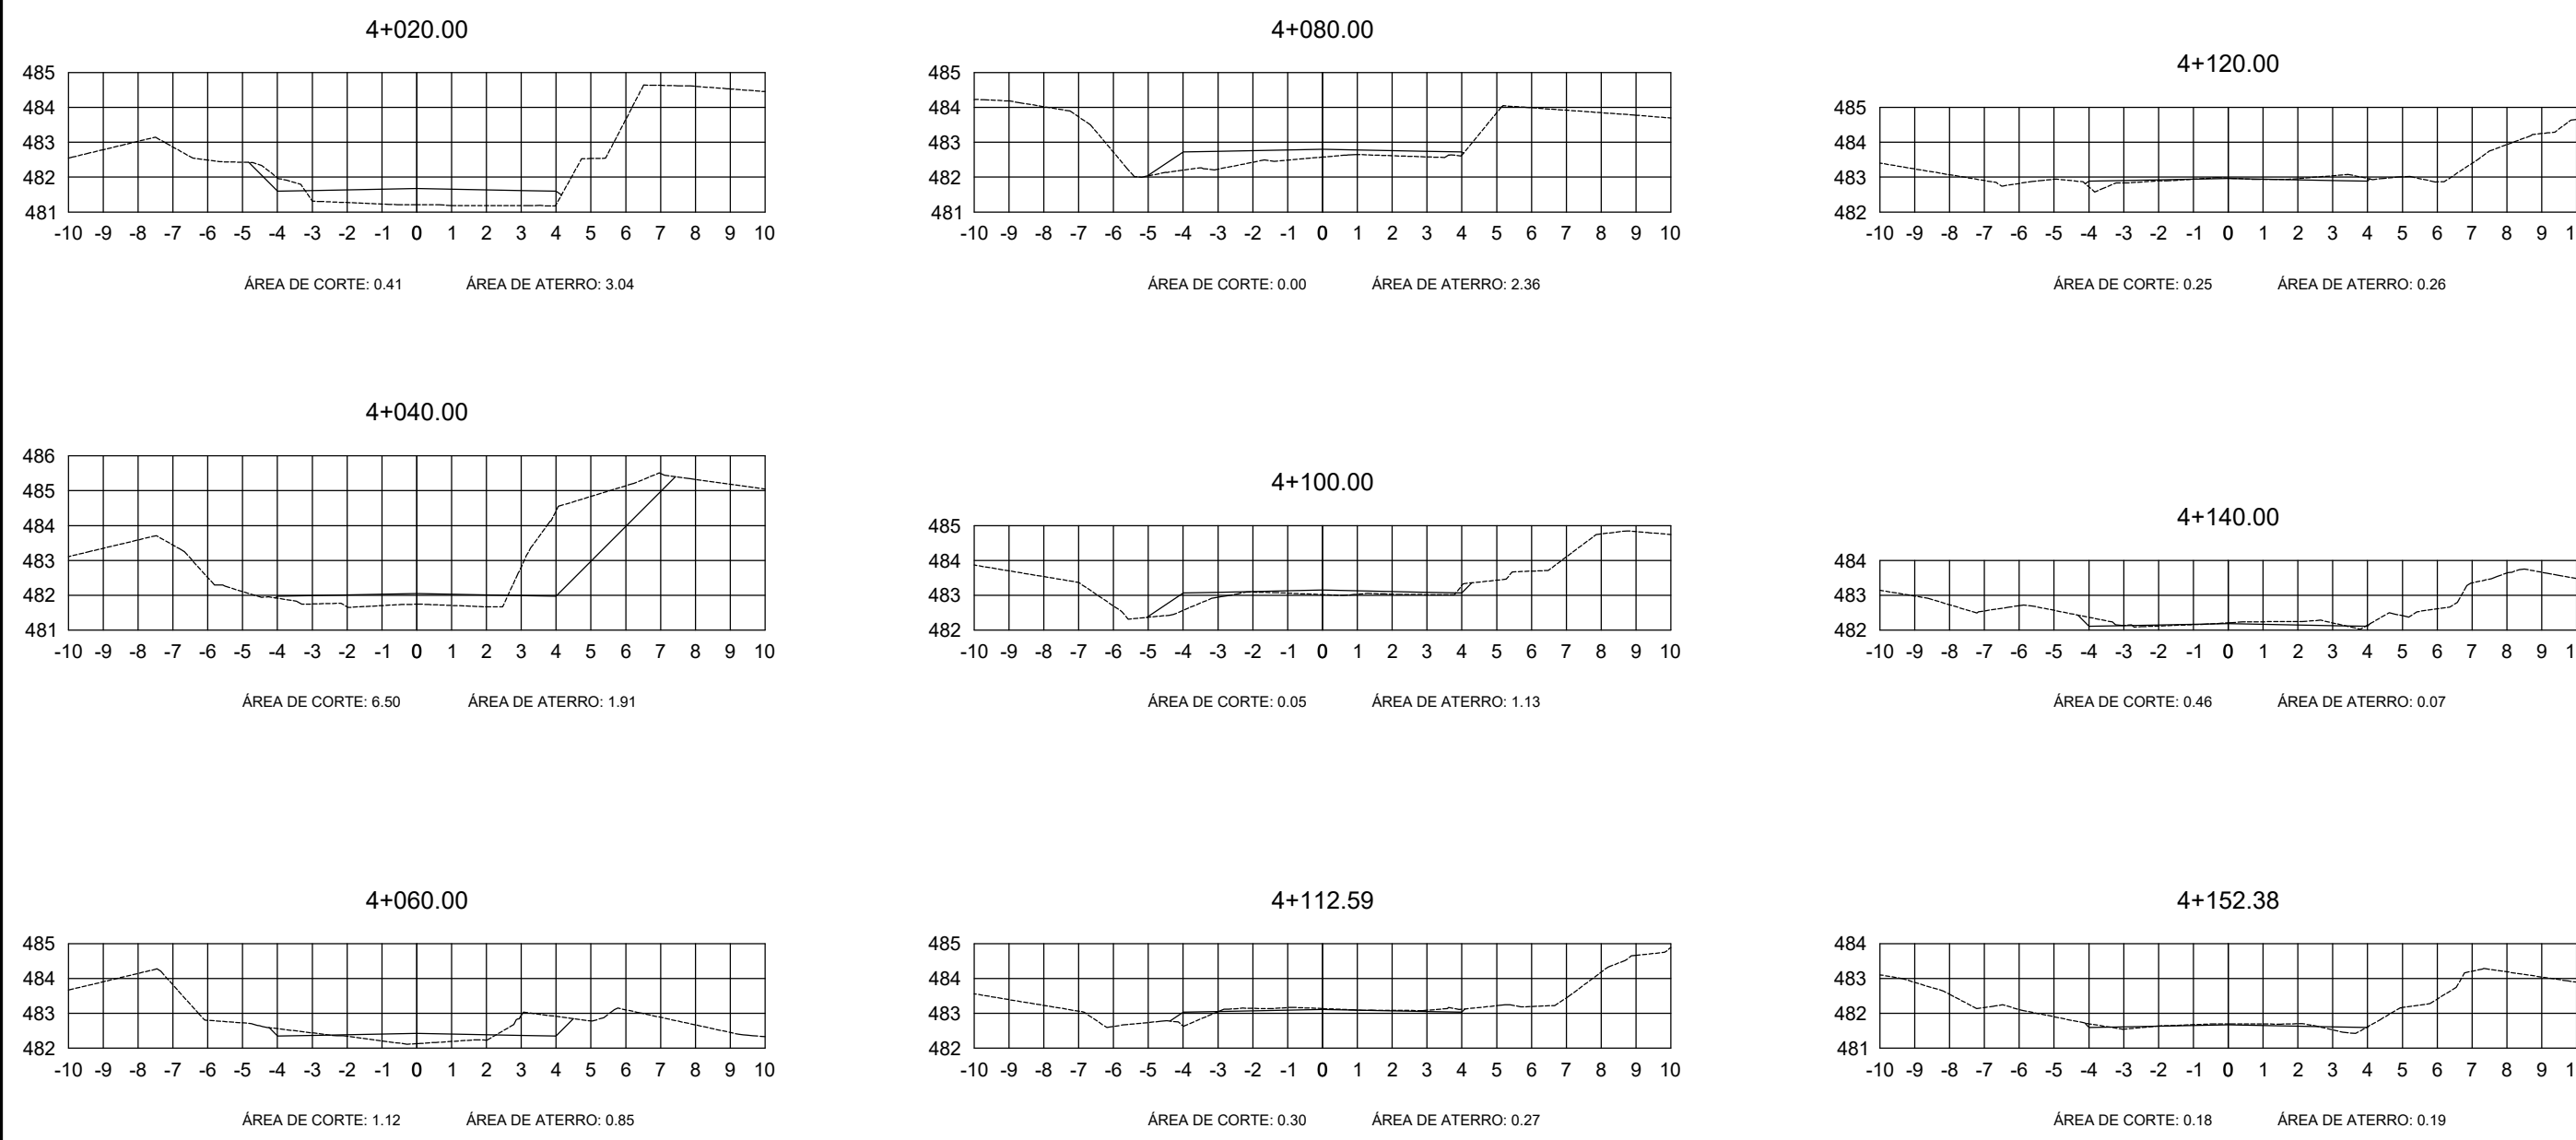 4+020.00
485
484
483
482
481
-10 -9 -8 -7 -6 -5 -4 -3 -2 -1 0 1 2 3 4 5 6 7 8 9 10
ÁREA DE CORTE: 0.41 ÁREA DE ATERRO: 3.04
4+040.00
486
485
484
483
482
481
-10 -9 -8 -7 -6 -5 -4 -3 -2 -1 0 1 2 3 4 5 6 7 8 9 10
ÁREA DE CORTE: 6.50 ÁREA DE ATERRO: 1.91
4+060.00
485
484
483
482
-10 -9 -8 -7 -6 -5 -4 -3 -2 -1 0 1 2 3 4 5 6 7 8 9 10
ÁREA DE CORTE: 1.12 ÁREA DE ATERRO: 0.85
4+080.00
485
484
483
482
481
-10 -9 -8 -7 -6 -5 -4 -3 -2 -1 0 1 2 3 4 5 6 7 8 9 10
ÁREA DE CORTE: 0.00 ÁREA DE ATERRO: 2.36
4+100.00
485
484
483
482
-10 -9 -8 -7 -6 -5 -4 -3 -2 -1 0 1 2 3 4 5 6 7 8 9 10
ÁREA DE CORTE: 0.05 ÁREA DE ATERRO: 1.13
4+112.59
485
484
483
482
-10 -9 -8 -7 -6 -5 -4 -3 -2 -1 0 1 2 3 4 5 6 7 8 9 10
ÁREA DE CORTE: 0.30 ÁREA DE ATERRO: 0.27
4+120.00
485
484
483
482
-10 -9 -8 -7 -6 -5 -4 -3 -2 -1 0 1 2 3 4 5 6 7 8 9
ÁREA DE CORTE: 0.25 ÁREA DE ATERRO: 0.26
4+140.00
484
483
482
-10 -9 -8 -7 -6 -5 -4 -3 -2 -1 0 1 2 3 4 5 6 7 8 9
ÁREA DE CORTE: 0.46 ÁREA DE ATERRO: 0.07
4+152.38
484
483
482
481
-10 -9 -8 -7 -6 -5 -4 -3 -2 -1 0 1 2 3 4 5 6 7 8 9
ÁREA DE CORTE: 0.18 ÁREA DE ATERRO: 0.19